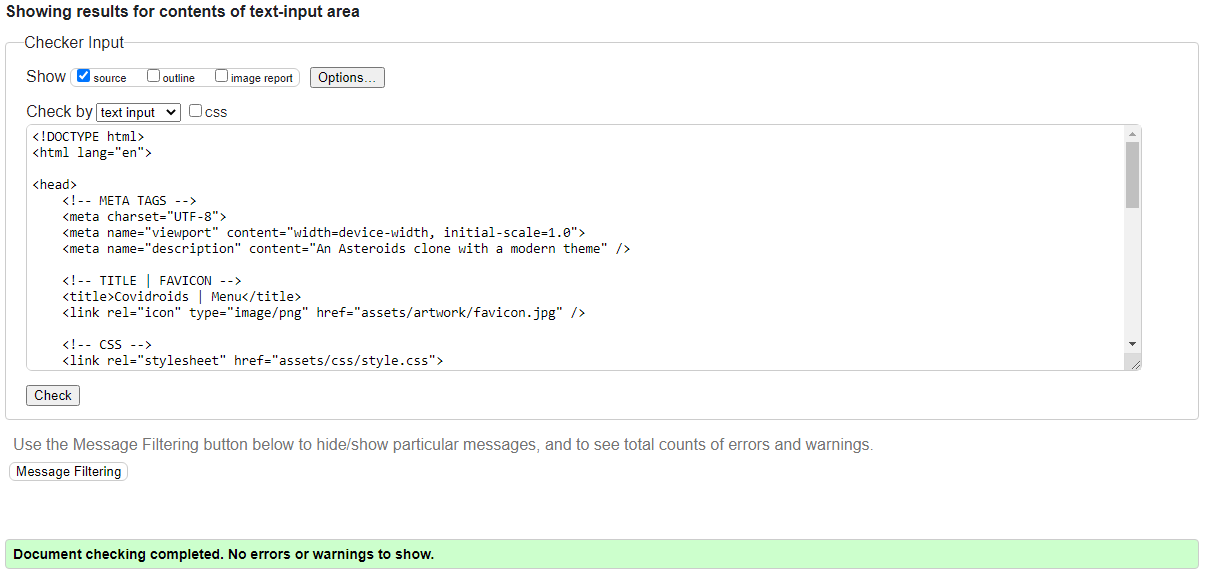 Showing results for contents of text-input area
Checker Input
Show source outline image report Options...
Check by text input css
<!DOCTYPE html>
<html lang="en">
<head>
<!-- META TAGS -->
<meta charset="UTF-8">
<meta name="viewport" content="width=device-width, initial-scale=1.0">
<meta name="description" content="An Asteroids clone with a modern theme" />
<!-- TITLE | FAVICON -->
<title>Covidroids | Menu</title>
<link rel="icon" type="image/png" href="assets/artwork/favicon.jpg" />
<!-- CSS -->
<link rel="stylesheet" href="assets/css/style.css">
Check
Use the Message Filtering button below to hide/show particular messages, and to see total counts of errors and warnings.
Message Filtering
Document checking completed. No errors or warnings to show.